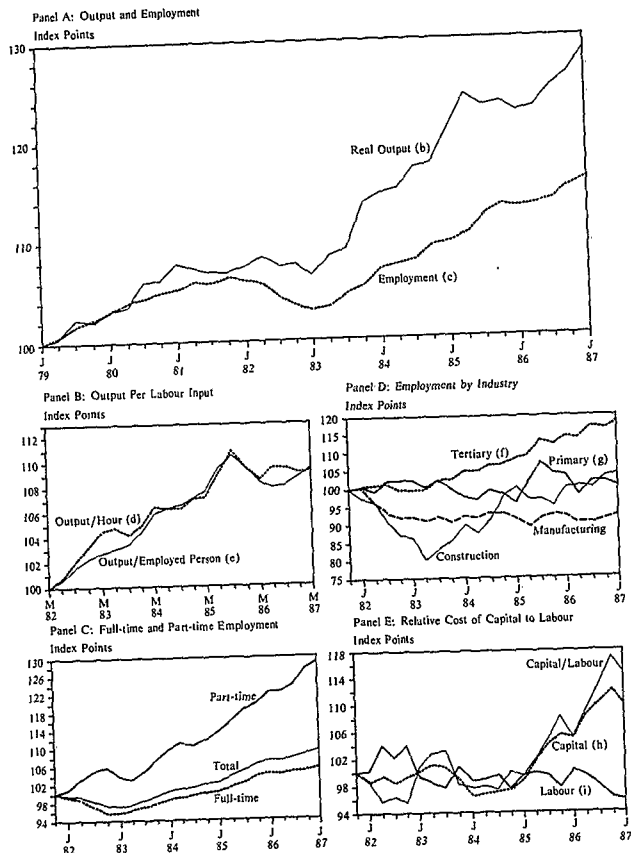 Panel A: Output and Employment
Index Points
130
120
110
100
Real Output (b)
Employment (c)
J J J J J J J J J
79 80 81 82 83 84 85 86 87
Panel B: Output Per Labour Input
Index Points
112
110
108
106
104
102
100
Output/Hour (d)
Output/Employed Person (e)
M M M M M M
82 83 84 85 86 87
Panel D: Employment by Industry
Index Points
120
115
110
105
100
95
90
85
80
75
Tertiary (f)
Primary (g)
Manufacturing
Construction
J J J J J J
82 83 84 85 86 87
Panel C: Full-time and Part-time Employment
Index Points
130
126
122
118
114
110
106
102
98
94
Part-time
Total
Full-time
J J J J J J
82 83 84 85 86 87
Panel E: Relative Cost of Capital to Labour
Index Points
118
114
110
106
102
98
94
Capital/Labour
Capital (h)
Labour (i)
J J J J J J
82 83 84 85 86 87